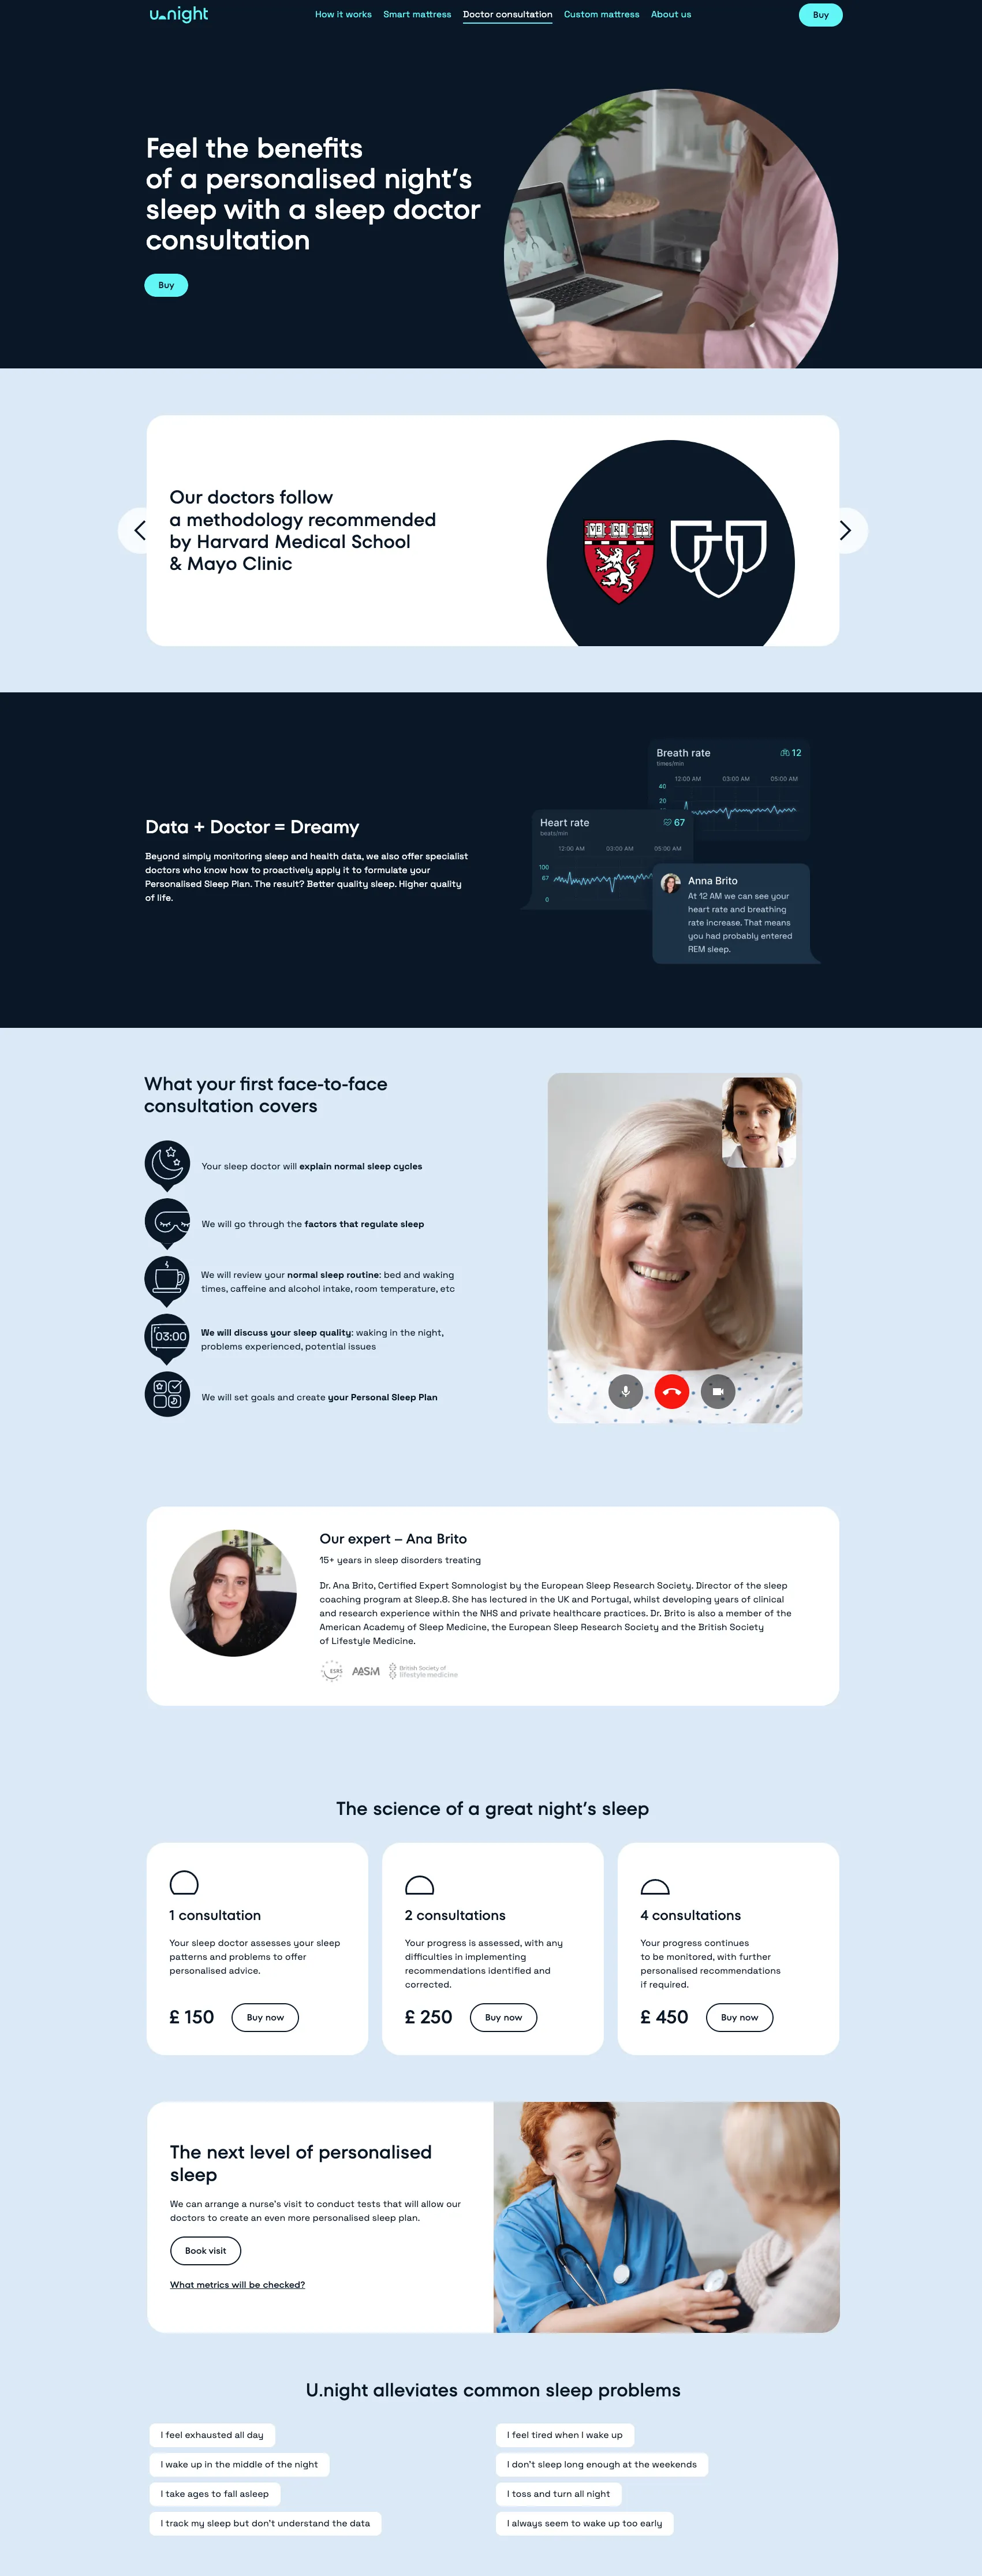 u.night
How it works
Smart mattress
Doctor consultation
Custom mattress
About us
Buy
Feel the benefits
of a personalised night's
sleep with a sleep doctor
consultation
Buy
Our doctors follow
a methodology recommended
by Harvard Medical School
& Mayo Clinic
VE RI TAS
Data + Doctor = Dreamy
Beyond simply monitoring sleep and health data, we also offer specialist
doctors who know how to proactively apply it to formulate your
Personalised Sleep Plan. The result? Better quality sleep. Higher quality
of life.
Breath rate
12
times/min
12:00 AM 03:00 AM 05:00 AM
40
20
Heart rate
67
beats/min
12:00 AM 03:00 AM 05:00 AM
100
67
0
Anna Brito
At 12 AM we can see your
heart rate and breathing
rate increase. That means
you had probably entered
REM sleep.
What your first face-to-face
consultation covers
Your sleep doctor will explain normal sleep cycles
We will go through the factors that regulate sleep
We will review your normal sleep routine: bed and waking
times, caffeine and alcohol intake, room temperature, etc
03:00
We will discuss your sleep quality: waking in the night,
problems experienced, potential issues
We will set goals and create your Personal Sleep Plan
Our expert – Ana Brito
15+ years in sleep disorders treating
Dr. Ana Brito, Certified Expert Somnologist by the European Sleep Research Society. Director of the sleep
coaching program at Sleep.8. She has lectured in the UK and Portugal, whilst developing years of clinical
and research experience within the NHS and private healthcare practices. Dr. Brito is also a member of the
American Academy of Sleep Medicine, the European Sleep Research Society and the British Society
of Lifestyle Medicine.
ESRS
AASM
British Society of
lifestyle medicine
The science of a great night's sleep
1 consultation
Your sleep doctor assesses your sleep
patterns and problems to offer
personalised advice.
£ 150
Buy now
2 consultations
Your progress is assessed, with any
difficulties in implementing
recommendations identified and
corrected.
£ 250
Buy now
4 consultations
Your progress continues
to be monitored, with further
personalised recommendations
if required.
£ 450
Buy now
The next level of personalised
sleep
We can arrange a nurse's visit to conduct tests that will allow our
doctors to create an even more personalised sleep plan.
Book visit
What metrics will be checked?
U.night alleviates common sleep problems
I feel exhausted all day
I wake up in the middle of the night
I take ages to fall asleep
I track my sleep but don't understand the data
I feel tired when I wake up
I don't sleep long enough at the weekends
I toss and turn all night
I always seem to wake up too early